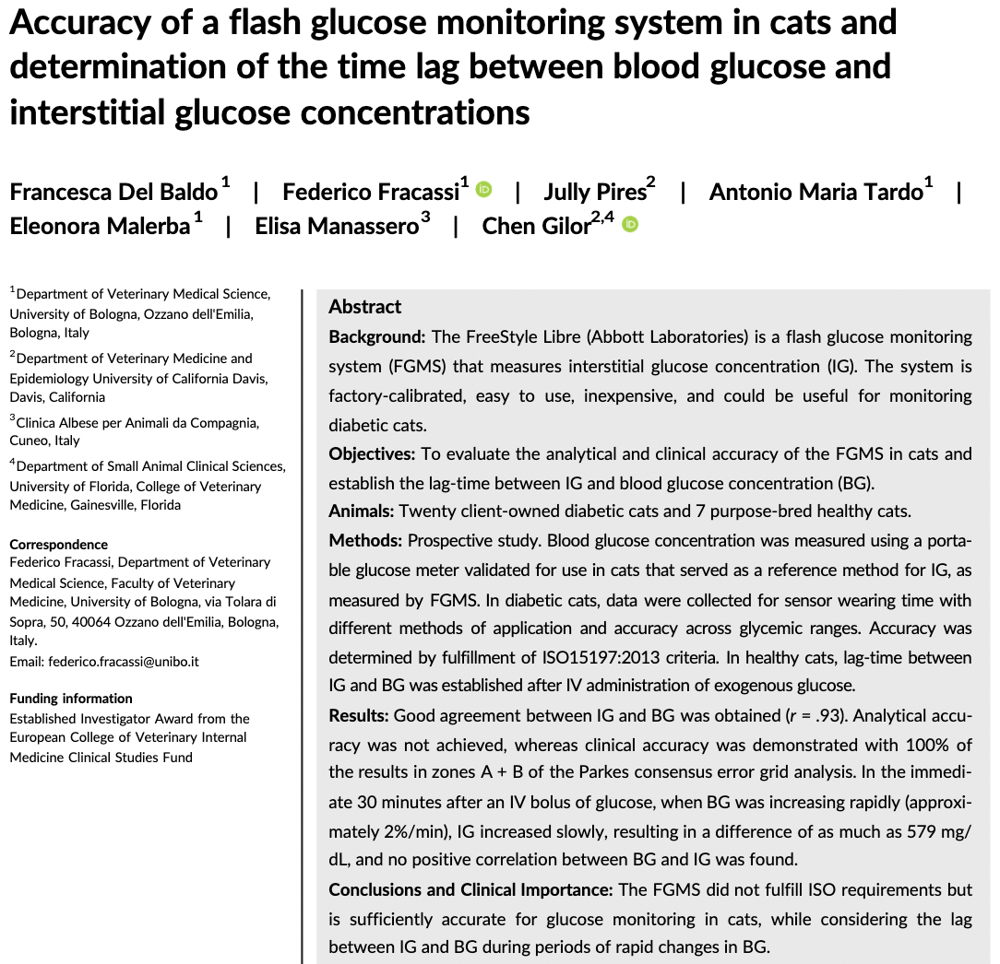 Accuracy of a flash glucose monitoring system in cats and
determination of the time lag between blood glucose and
interstitial glucose concentrations
Francesca Del Baldo1 | Federico Fracassi1 iD | Jully Pires2 | Antonio Maria Tardo1 |
Eleonora Malerba1 | Elisa Manassero3 | Chen Gilor2,4 iD
1Department of Veterinary Medical Science,
University of Bologna, Ozzano dell'Emilia,
Bologna, Italy
2Department of Veterinary Medicine and
Epidemiology University of California Davis,
Davis, California
3Clinica Albese per Animali da Compagnia,
Cuneo, Italy
4Department of Small Animal Clinical Sciences,
University of Florida, College of Veterinary
Medicine, Gainesville, Florida
Correspondence
Federico Fracassi, Department of Veterinary
Medical Science, Faculty of Veterinary
Medicine, University of Bologna, via Tolara di
Sopra, 50, 40064 Ozzano dell'Emilia, Bologna,
Italy.
Email: federico.fracassi@unibo.it
Funding information
Established Investigator Award from the
European College of Veterinary Internal
Medicine Clinical Studies Fund
Abstract
Background: The FreeStyle Libre (Abbott Laboratories) is a flash glucose monitoring
system (FGMS) that measures interstitial glucose concentration (IG). The system is
factory-calibrated, easy to use, inexpensive, and could be useful for monitoring
diabetic cats.
Objectives: To evaluate the analytical and clinical accuracy of the FGMS in cats and
establish the lag-time between IG and blood glucose concentration (BG).
Animals: Twenty client-owned diabetic cats and 7 purpose-bred healthy cats.
Methods: Prospective study. Blood glucose concentration was measured using a porta-
ble glucose meter validated for use in cats that served as a reference method for IG, as
measured by FGMS. In diabetic cats, data were collected for sensor wearing time with
different methods of application and accuracy across glycemic ranges. Accuracy was
determined by fulfillment of ISO15197:2013 criteria. In healthy cats, lag-time between
IG and BG was established after IV administration of exogenous glucose.
Results: Good agreement between IG and BG was obtained (r = .93). Analytical accu-
racy was not achieved, whereas clinical accuracy was demonstrated with 100% of
the results in zones A + B of the Parkes consensus error grid analysis. In the immedi-
ate 30 minutes after an IV bolus of glucose, when BG was increasing rapidly (approxi-
mately 2%/min), IG increased slowly, resulting in a difference of as much as 579 mg/
dL, and no positive correlation between BG and IG was found.
Conclusions and Clinical Importance: The FGMS did not fulfill ISO requirements but
is sufficiently accurate for glucose monitoring in cats, while considering the lag
between IG and BG during periods of rapid changes in BG.